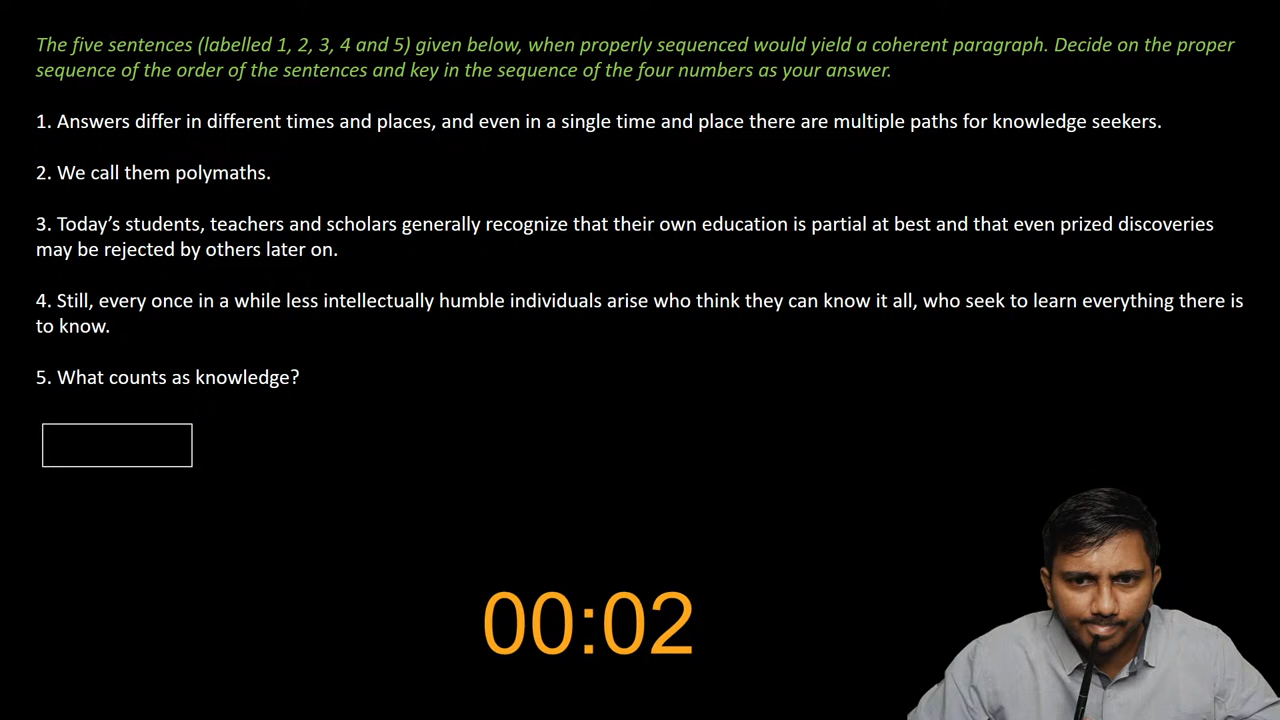 The five sentences (labelled 1, 2, 3, 4 and 5) given below, when properly sequenced would yield a coherent paragraph. Decide on the proper
sequence of the order of the sentences and key in the sequence of the four numbers as your answer.
1. Answers differ in different times and places, and even in a single time and place there are multiple paths for knowledge seekers.
2. We call them polymaths.
3. Today’s students, teachers and scholars generally recognize that their own education is partial at best and that even prized discoveries
may be rejected by others later on.
4. Still, every once in a while less intellectually humble individuals arise who think they can know it all, who seek to learn everything there is
to know.
5. What counts as knowledge?
00:02